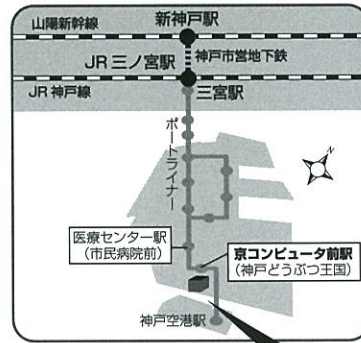 山陽新幹線
新神戸駅
神戸市営地下鉄
JR 三ノ宮駅
JR 神戸線
三宮駅
ポートライナー
N
医療センター駅
(市民病院前)
京コンピュータ前駅
(神戸どうぶつ王国)
神戸空港駅